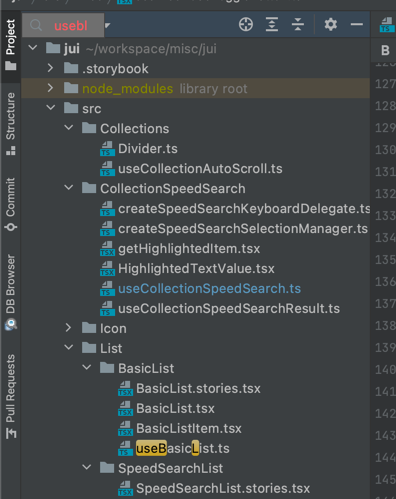 Project
Structure
Commit
DB Browser
Pull Requests
usebl
jui ~/workspace/misc/jui
.storybook
node_modules library root
src
Collections
Divider.ts
useCollectionAutoScroll.ts
CollectionSpeedSearch
createSpeedSearchKeyboardDelegate.ts
createSpeedSearchSelectionManager.ts
getHighlightedItem.tsx
HighlightedTextValue.tsx
useCollectionSpeedSearch.ts
useCollectionSpeedSearchResult.ts
Icon
List
BasicList
BasicList.stories.tsx
BasicList.tsx
BasicListItem.tsx
useBasicList.ts
SpeedSearchList
SpeedSearchList.stories.tsx
B
127
128
129
130
131
132
133
134
135
136
137
138
139
140
141
142
143
144
145